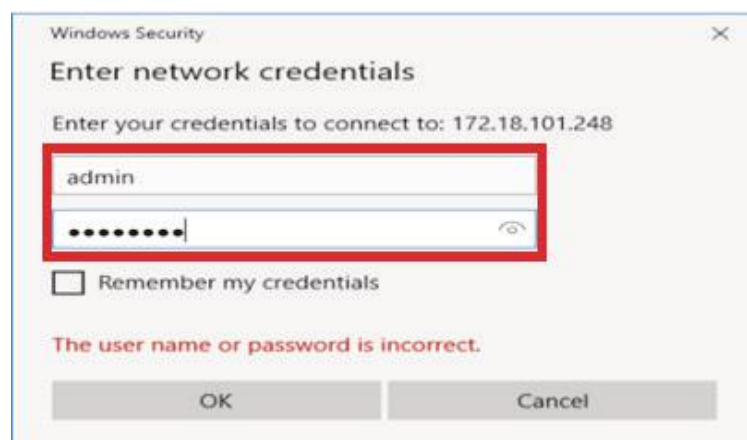 Windows Security
Enter network credentials
Enter your credentials to connect to: 172.18.101.248
admin
••••••••
Remember my credentials
The user name or password is incorrect.
OK Cancel